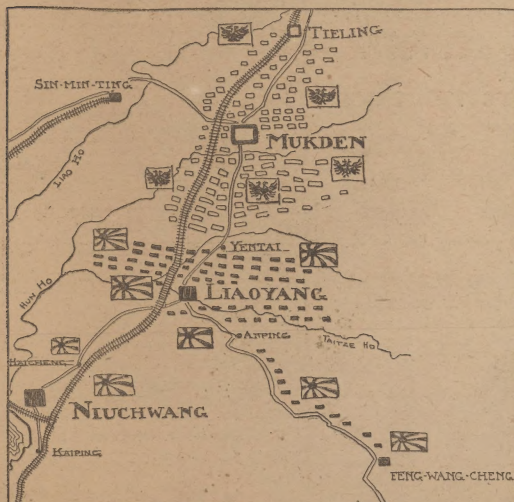 TIELING
SIN-MIN-TING
MUKDEN
LIAO HO
YENTAI
HUN HO
LIAOYANG
ANPING
TAITZE HO
HAICHENG
NIUCHWANG
KAIPING
FENG-WANG-CHENG